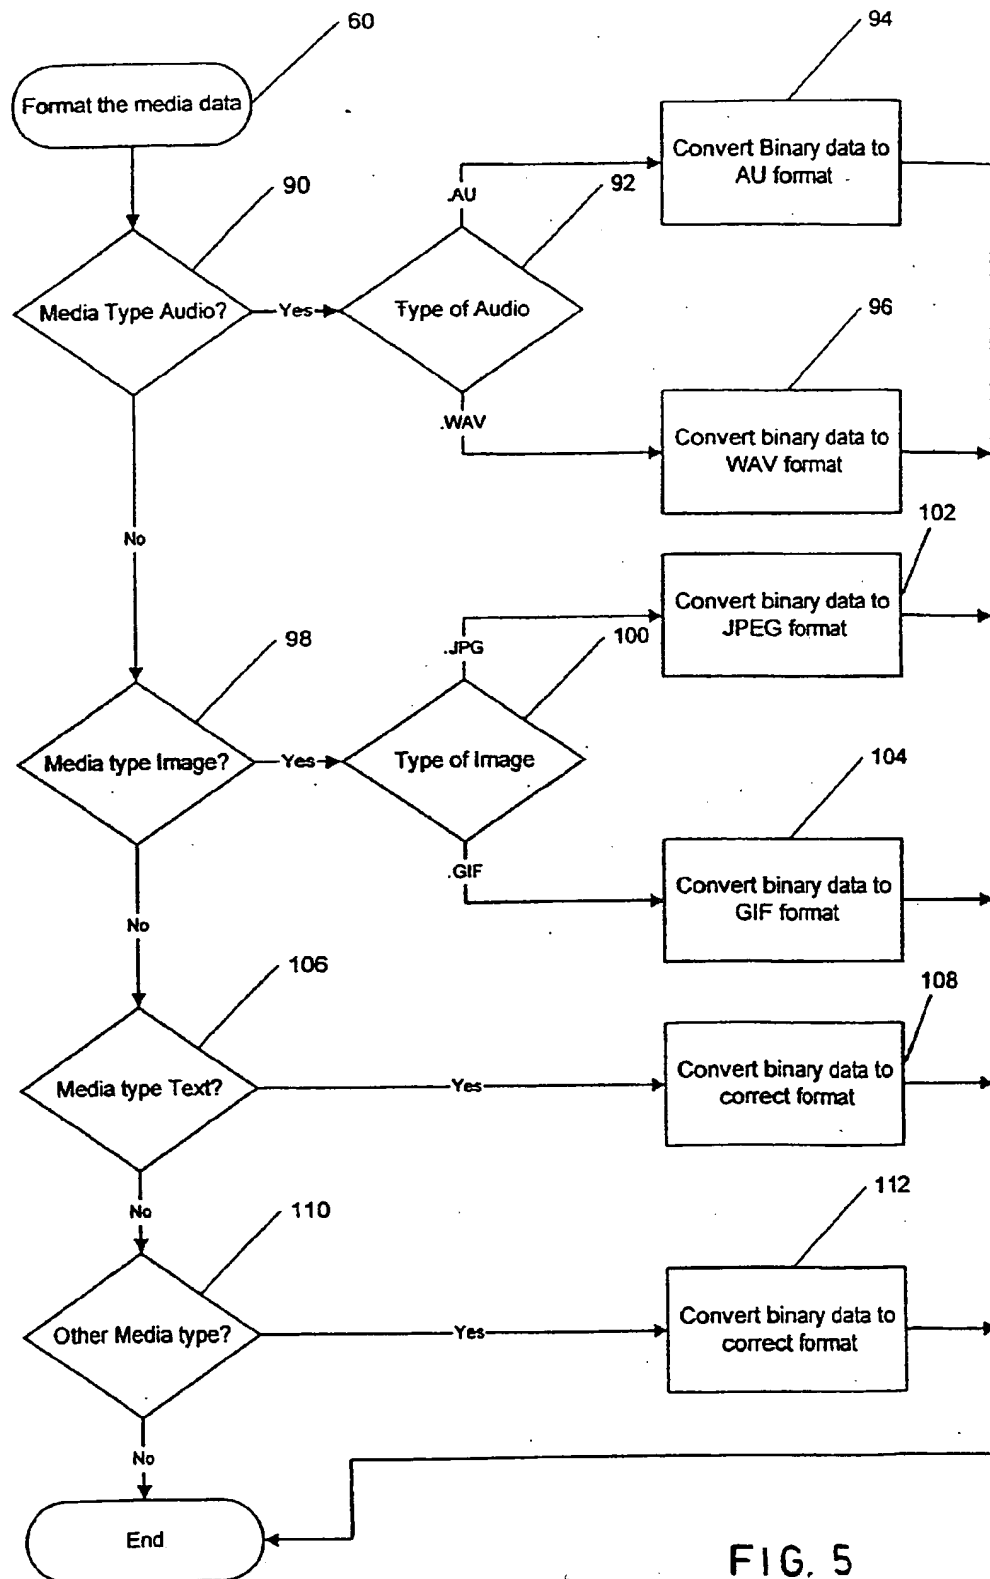 60
Format the media data
94
Convert Binary data to
AU format
90
92
.AU
Media Type Audio?
Yes
Type of Audio
96
.WAV
Convert binary data to
WAV format
No
102
Convert binary data to
JPEG format
98
100
.JPG
Media type Image?
Yes
Type of Image
104
.GIF
Convert binary data to
GIF format
No
106
108
Media type Text?
Yes
Convert binary data to
correct format
No
110
112
Other Media type?
Yes
Convert binary data to
correct format
No
End
FIG. 5